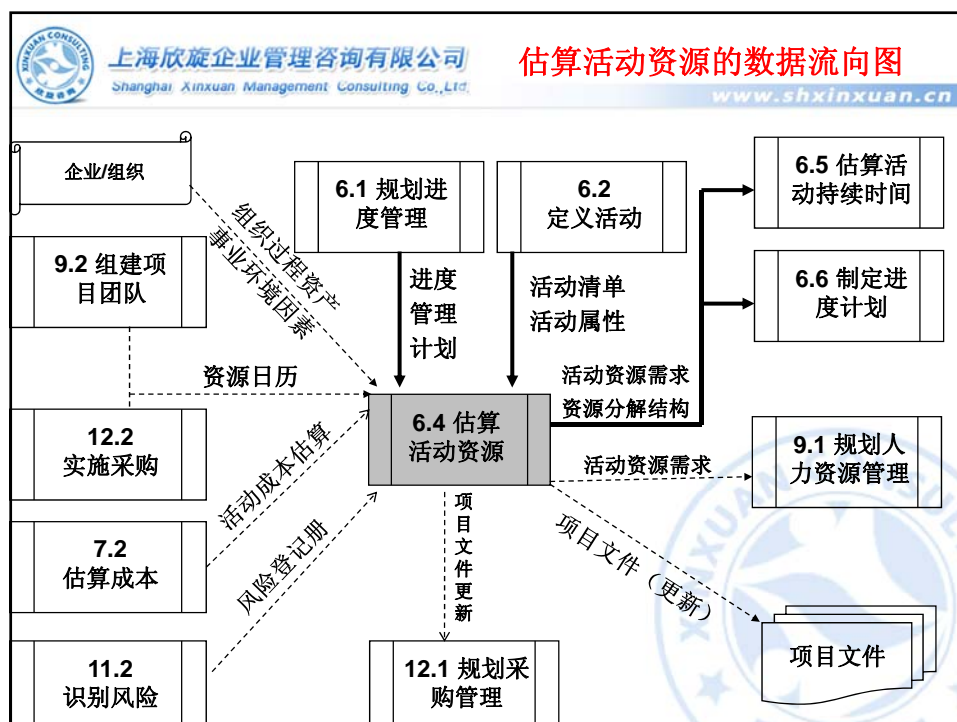 XINXUAN CONSULTING
欣旋咨询
上海欣旋企业管理咨询有限公司
Shanghai Xinxuan Management Consulting Co.,Ltd.
估算活动资源的数据流向图
www.shxinxuan.cn
企业/组织
6.1 规划进
度管理
6.2
定义活动
6.5 估算活
动持续时间
组织过程资产
事业环境因素
9.2 组建项
目团队
进度
管理
计划
活动清单
活动属性
6.6 制定进
度计划
资源日历
活动资源需求
资源分解结构
12.2
实施采购
6.4 估算
活动资源
活动成本估算
活动资源需求
9.1 规划人
力资源管理
7.2
估算成本
风险登记册
项
目
文
件
更
新
项目文件（更新）
11.2
识别风险
12.1 规划采
购管理
项目文件
XINXUAN CONSULTING